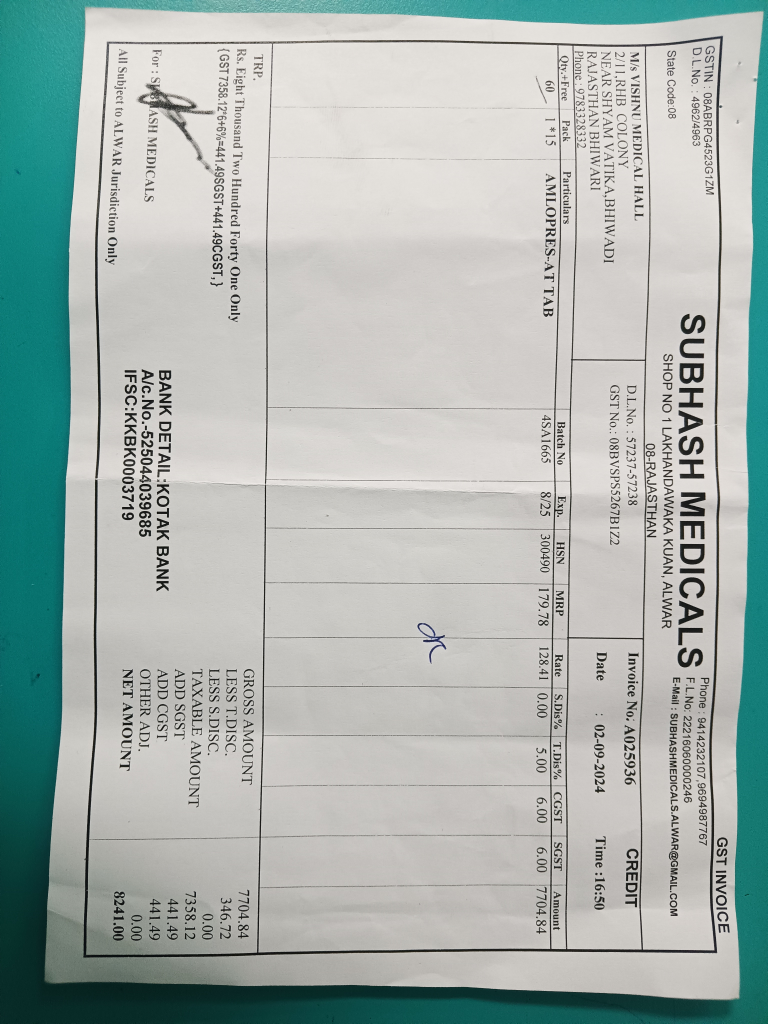 GST INVOICE
GSTIN : 08ABRPG4523G1ZM
D.L.No. : 4962/4963
State Code:08
SUBHASH MEDICALS
SHOP NO 1 LAKHANDAWAKA KUAN, ALWAR
08-RAJASTHAN
Phone : 9414232107,9694987767
F.L.No: 22216060000246
E-Mail : SUBHASHMEDICALS.ALWAR@GMAIL.COM
M/s VISHNU MEDICAL HALL
2/11,RHB COLONY
NEAR SHYAM VATIKA,BHIWADI
RAJASTHAN BHIWARI
Phone : 9783328332
D.L.No. : 57237-57238
GST No.: 08BVSPS5267B1Z2
Invoice No: A025936 CREDIT
Date : 02-09-2024 Time :16:50
Qty.+Free Pack Particulars Batch No Exp. HSN MRP Rate S.Dis% T.Dis% CGST SGST Amount
60 1 *15 AMLOPRES-AT TAB 4SA1665 8/25 300490 179.78 128.41 0.00 5.00 6.00 6.00 7704.84
TRP.
Rs. Eight Thousand Two Hundred Forty One Only
{GST 7358.12*6+6%=441.49SGST+441.49CGST,}
For : SUBHASH MEDICALS
All Subject to ALWAR Jurisdiction Only
BANK DETAIL:KOTAK BANK
A/c.No.-525044039685
IFSC:KKBK0003719
GROSS AMOUNT 7704.84
LESS T.DISC. 346.72
LESS S.DISC. 0.00
TAXABLE AMOUNT 7358.12
ADD SGST 441.49
ADD CGST 441.49
OTHER ADJ. 0.00
NET AMOUNT 8241.00